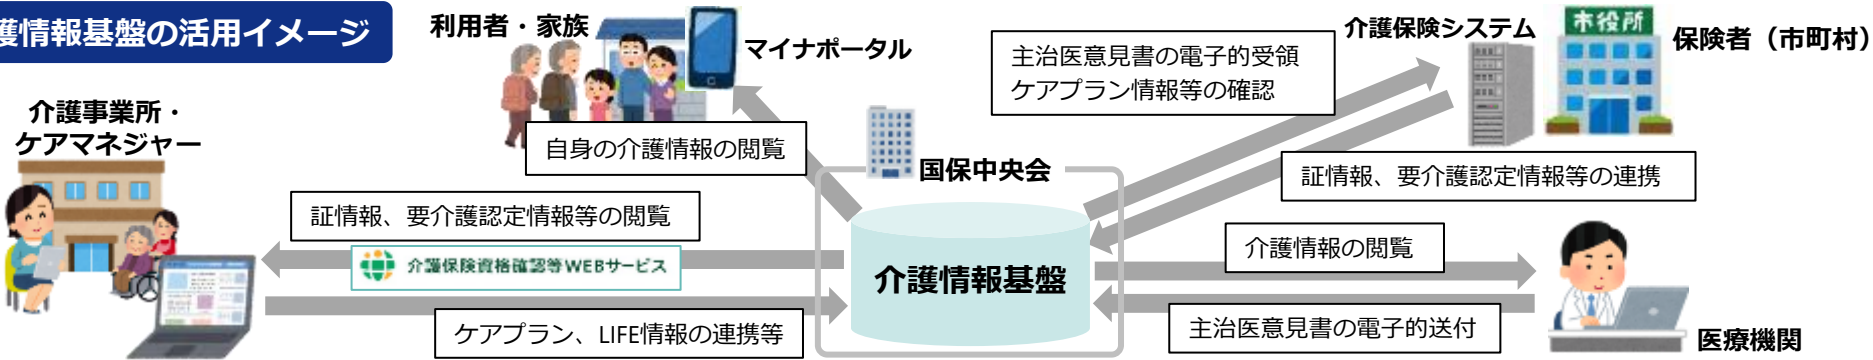 護情報基盤の活用イメージ
利用者・家族
マイナポータル
介護保険システム
市役所
保険者（市町村）
主治医意見書の電子的受領
ケアプラン情報等の確認
介護事業所・
ケアマネジャー
自身の介護情報の閲覧
国保中央会
証情報、要介護認定情報等の連携
証情報、要介護認定情報等の閲覧
介護保険資格確認等WEBサービス
介護情報基盤
介護情報の閲覧
ケアプラン、LIFE情報の連携等
主治医意見書の電子的送付
医療機関